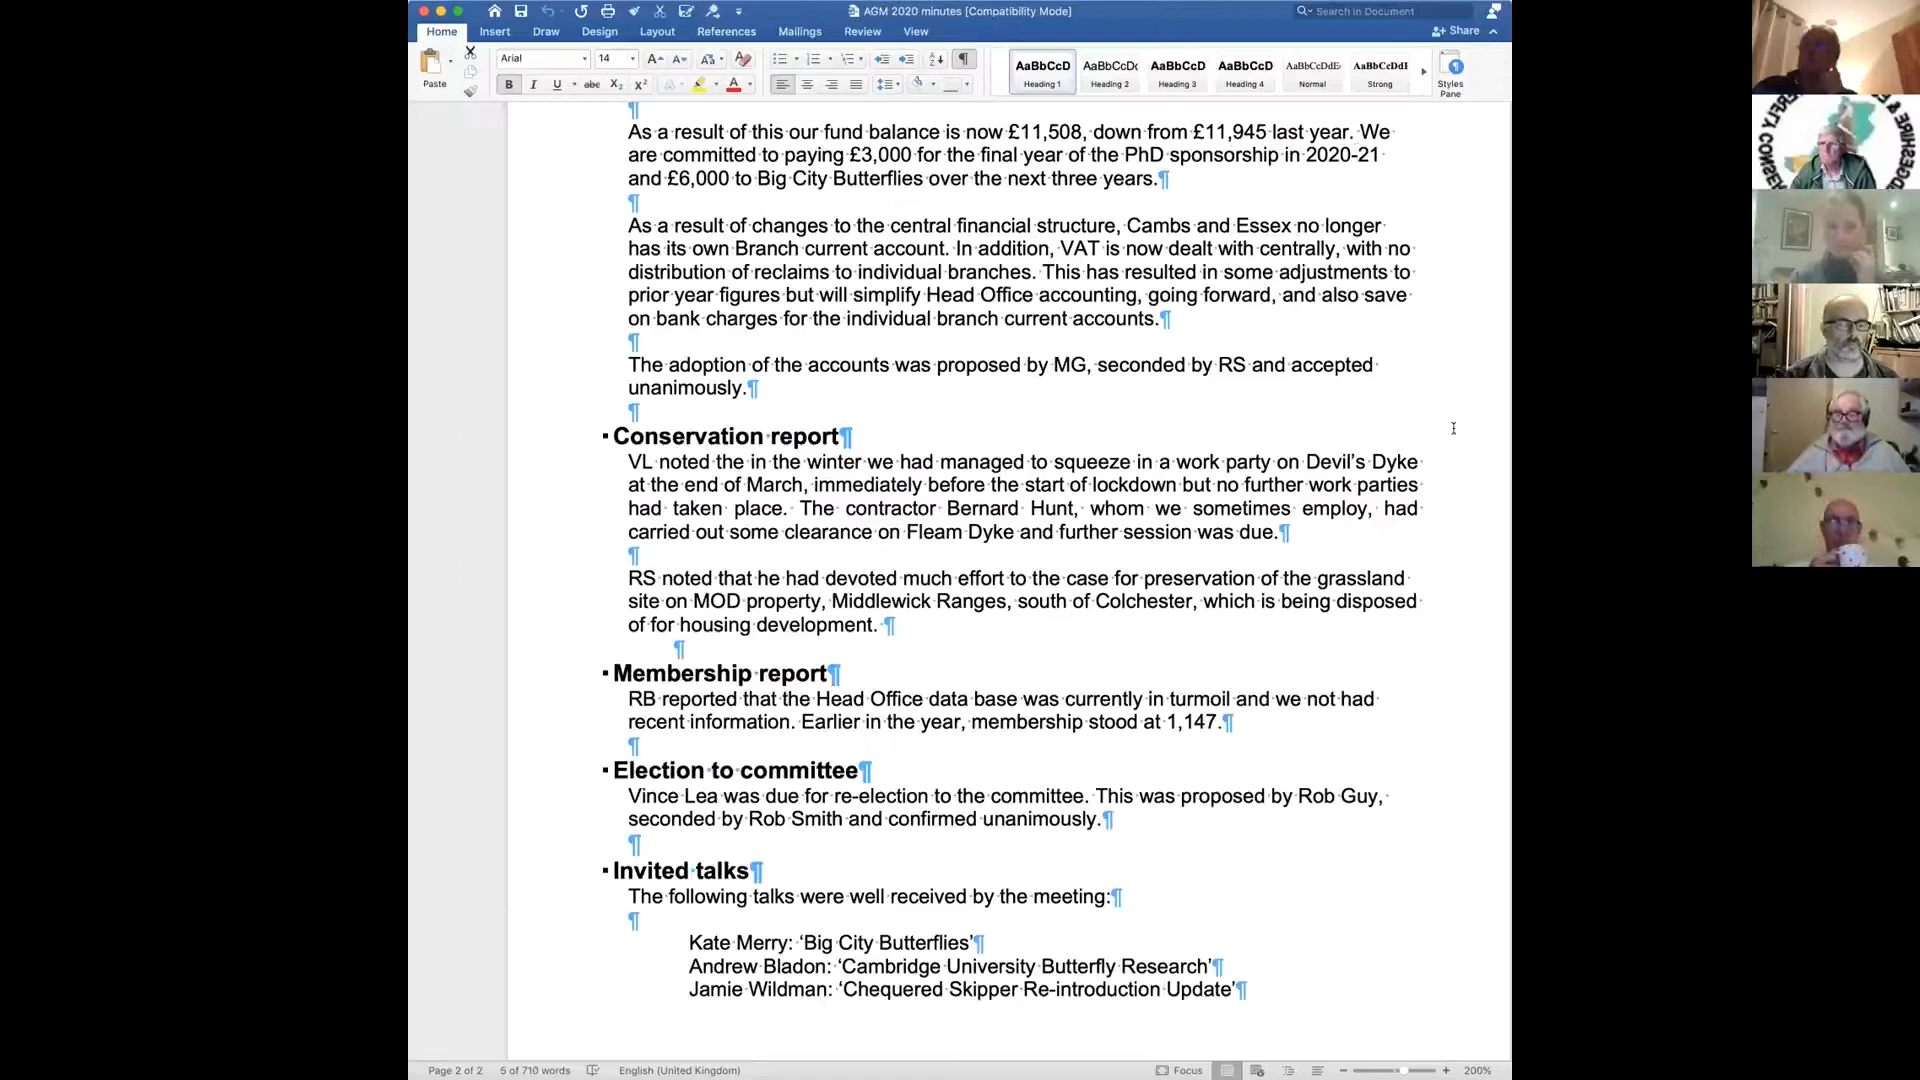 AGM 2020 minutes [Compatibility Mode]
Search in Document
Home Insert Draw Design Layout References Mailings Review View
Share
Paste
Arial
14
B I U abc X₂ X²
AaBbCcD AaBbCcDc AaBbCcD AaBbCcD AaBbCcDdE AaBbCcDdI
Heading 1 Heading 2 Heading 3 Heading 4 Normal Strong
Styles Pane
As a result of this our fund balance is now £11,508, down from £11,945 last year. We
are committed to paying £3,000 for the final year of the PhD sponsorship in 2020-21
and £6,000 to Big City Butterflies over the next three years.¶
As a result of changes to the central financial structure, Cambs and Essex no longer
has its own Branch current account. In addition, VAT is now dealt with centrally, with no
distribution of reclaims to individual branches. This has resulted in some adjustments to
prior year figures but will simplify Head Office accounting, going forward, and also save
on bank charges for the individual branch current accounts.¶
The adoption of the accounts was proposed by MG, seconded by RS and accepted
unanimously.¶
Conservation report¶
VL noted the in the winter we had managed to squeeze in a work party on Devil's Dyke
at the end of March, immediately before the start of lockdown but no further work parties
had taken place. The contractor Bernard Hunt, whom we sometimes employ, had
carried out some clearance on Fleam Dyke and further session was due.¶
RS noted that he had devoted much effort to the case for preservation of the grassland
site on MOD property, Middlewick Ranges, south of Colchester, which is being disposed
of for housing development. ¶
Membership report¶
RB reported that the Head Office data base was currently in turmoil and we not had
recent information. Earlier in the year, membership stood at 1,147.¶
Election to committee¶
Vince Lea was due for re-election to the committee. This was proposed by Rob Guy,
seconded by Rob Smith and confirmed unanimously.¶
Invited talks¶
The following talks were well received by the meeting:¶
Kate Merry: ‘Big City Butterflies’¶
Andrew Bladon: ‘Cambridge University Butterfly Research’¶
Jamie Wildman: ‘Chequered Skipper Re-introduction Update’¶
Page 2 of 2 5 of 710 words English (United Kingdom) Focus 200%